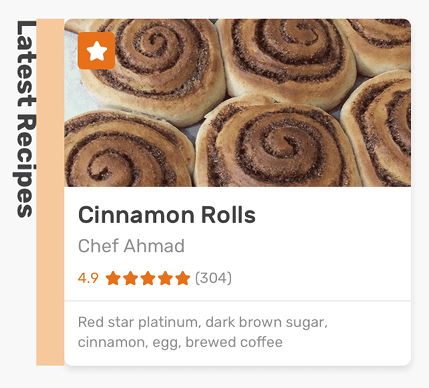 Latest Recipes
Cinnamon Rolls
Chef Ahmad
4.9 (304)
Red star platinum, dark brown sugar,
cinnamon, egg, brewed coffee